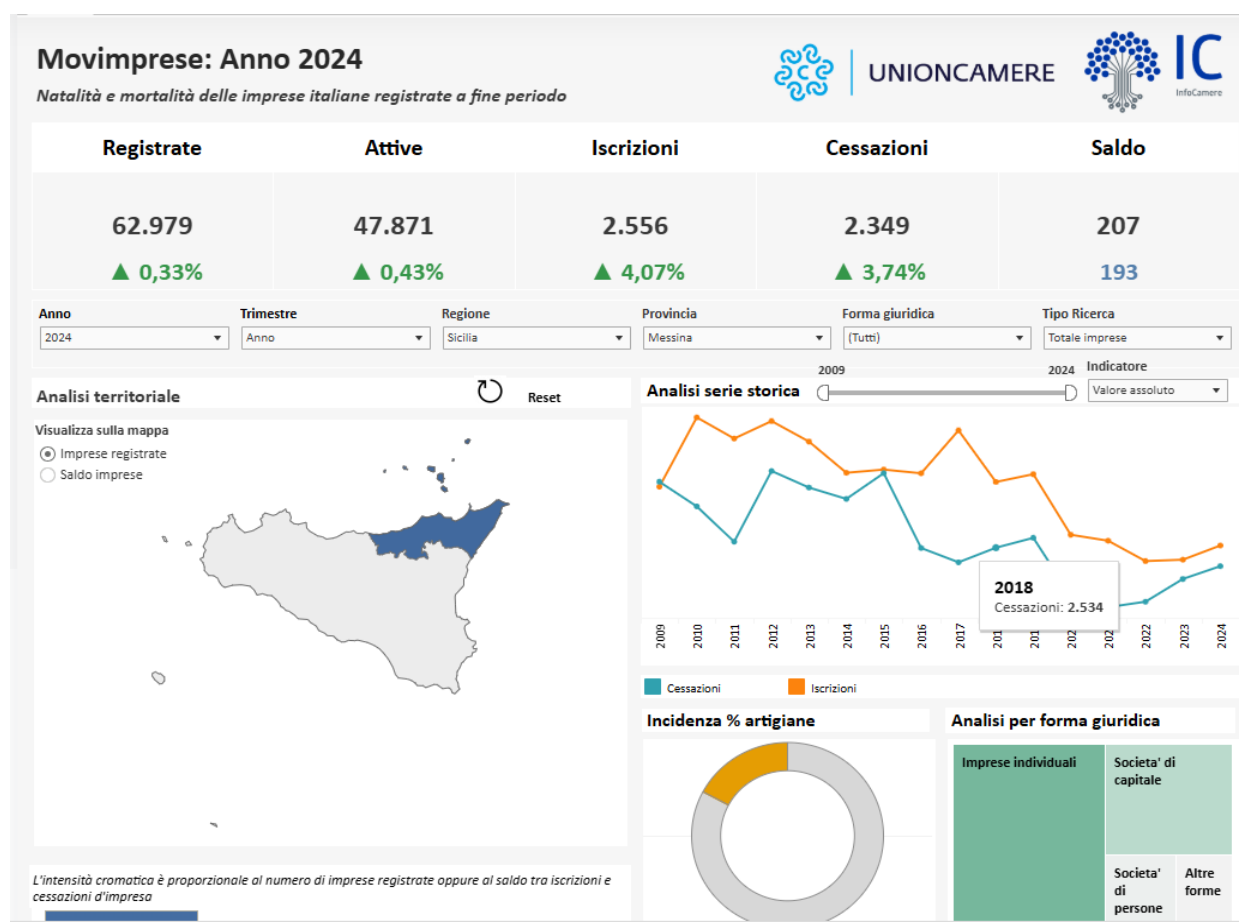 Movimprese: Anno 2024
Natalità e mortalità delle imprese italiane registrate a fine periodo
UNIONCAMERE
IC
InfoCamere
Registrate Attive Iscrizioni Cessazioni Saldo
62.979 47.871 2.556 2.349 207
▲ 0,33% ▲ 0,43% ▲ 4,07% ▲ 3,74% 193
Anno Trimestre Regione Provincia Forma giuridica Tipo Ricerca
2024 Anno Sicilia Messina (Tutti) Totale imprese
Analisi territoriale
Reset
Analisi serie storica
2009 2024
Indicatore
Valore assoluto
Visualizza sulla mappa
Imprese registrate
Saldo imprese
2018
Cessazioni: 2.534
2009 2010 2011 2012 2013 2014 2015 2016 2017 201 201 202 202 2022 2023 2024
Cessazioni Iscrizioni
Incidenza % artigiane
Analisi per forma giuridica
Imprese individuali
Societa' di
capitale
Societa'
di
persone
Altre
forme
L'intensità cromatica è proporzionale al numero di imprese registrate oppure al saldo tra iscrizioni e
cessazioni d'impresa